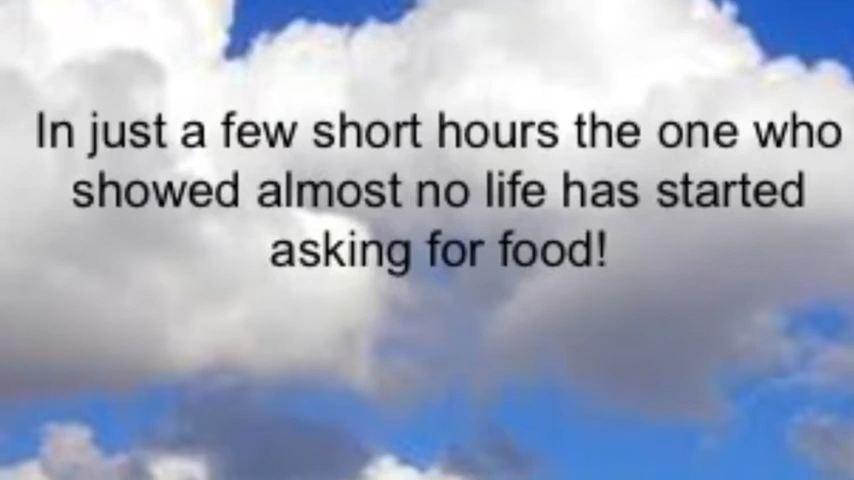 In just a few short hours the one who
showed almost no life has started
asking for food!